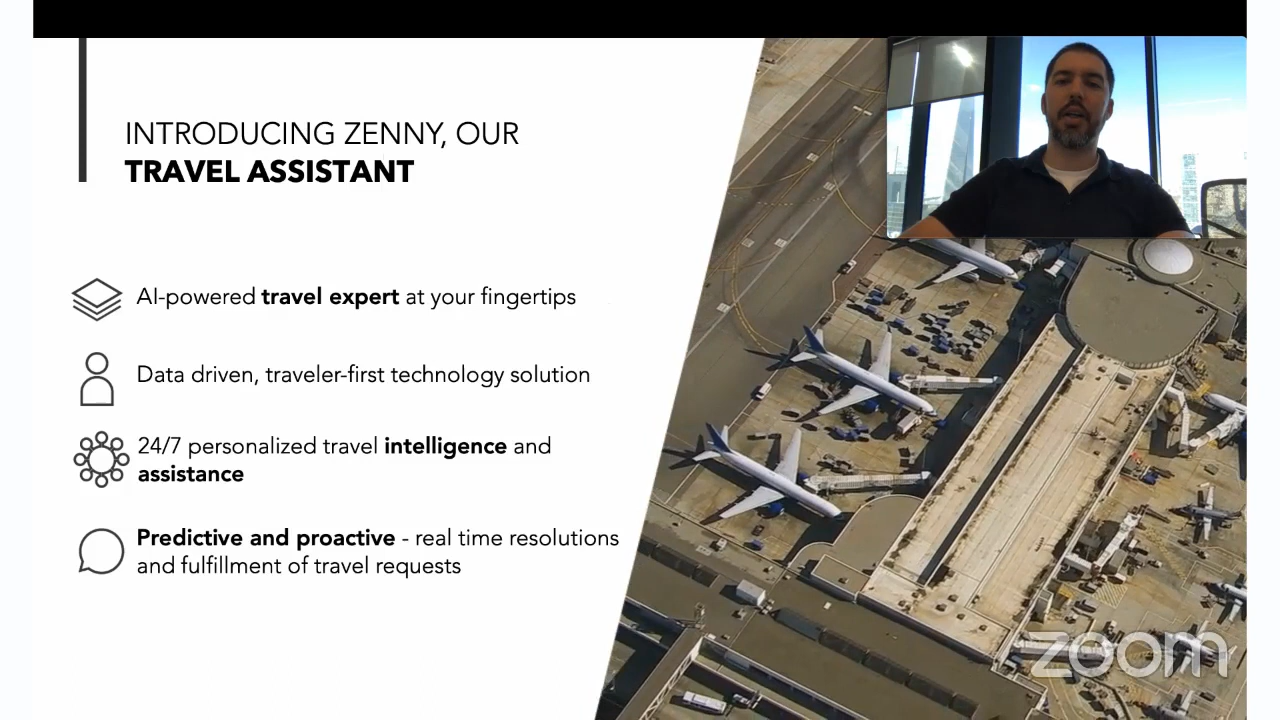 INTRODUCING ZENNY, OUR
TRAVEL ASSISTANT
AI-powered travel expert at your fingertips
Data driven, traveler-first technology solution
24/7 personalized travel intelligence and
assistance
Predictive and proactive - real time resolutions
and fulfillment of travel requests
zoom